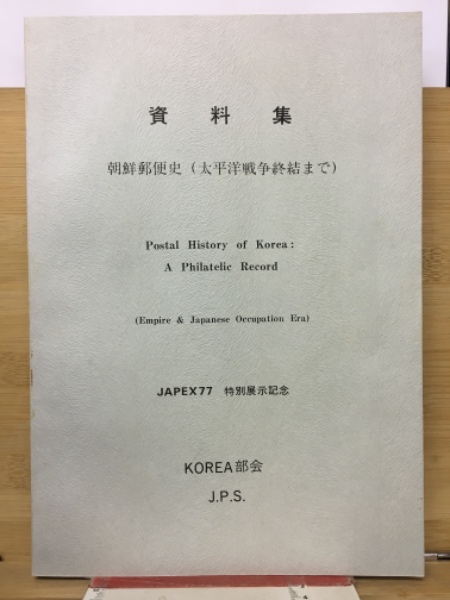 資料集
朝鮮郵便史（太平洋戦争終結まで）
Postal History of Korea:
A Philatelic Record
(Empire & Japanese Occupation Era)
JAPEX77 特別展示記念
KOREA部会
J.P.S.